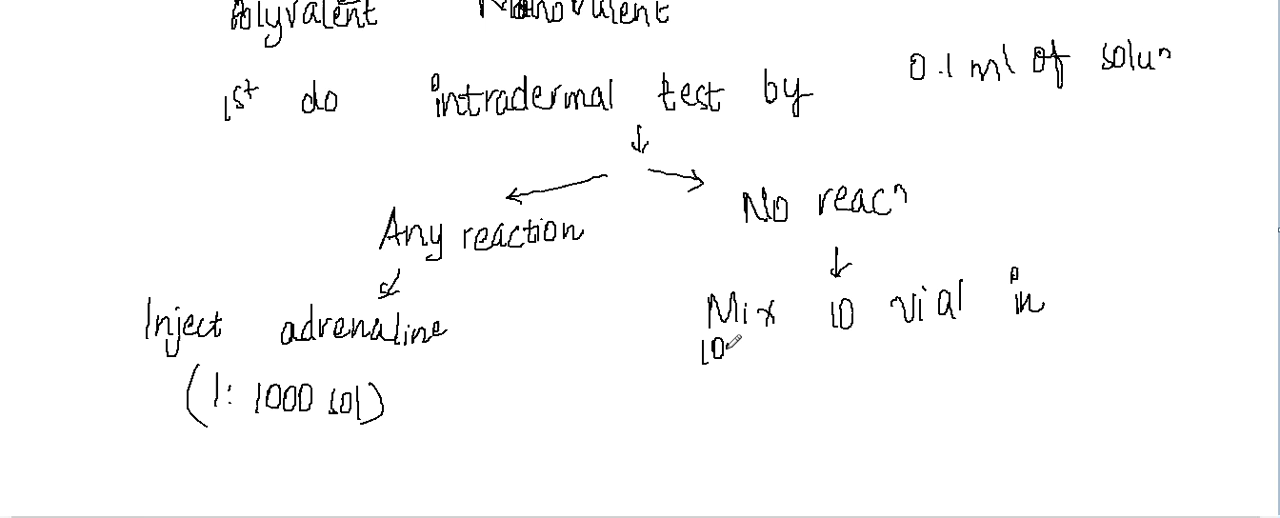 Polyvalent Monovalent
1st do intradermal test by 0.1 ml of solun
Any reaction No reacn
Inject adrenaline Mix 10 vial in
10
(1: 1000 sol)